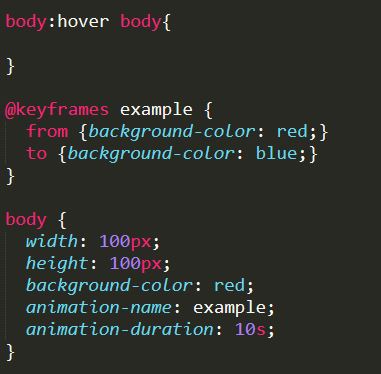 body:hover body{
}
@keyframes example {
from {background-color: red;}
to {background-color: blue;}
}
body {
width: 100px;
height: 100px;
background-color: red;
animation-name: example;
animation-duration: 10s;
}